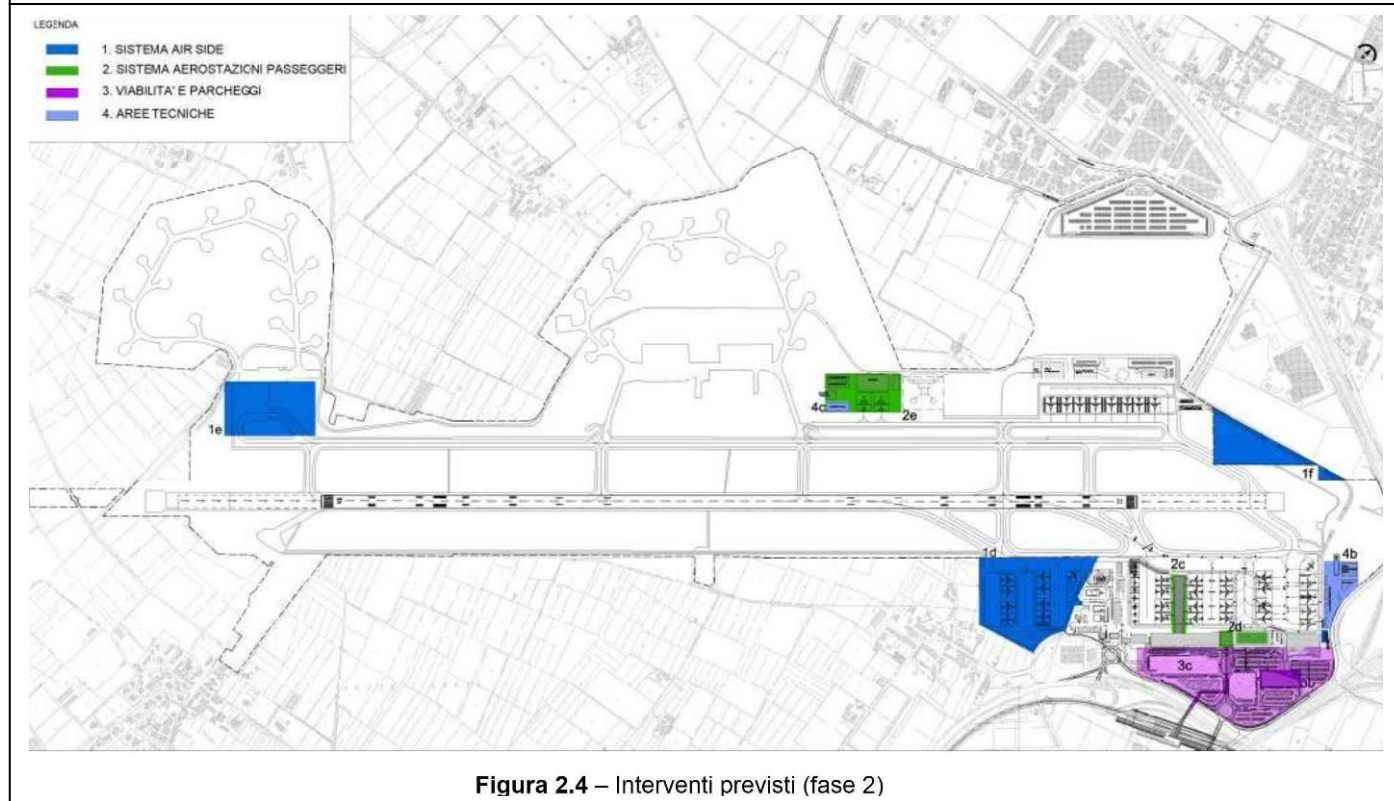 LEGENDA
1. SISTEMA AIR SIDE
2. SISTEMA AEROSTAZIONI PASSEGGERI
3. VIABILITA' E PARCHEGGI
4. AREE TECNICHE
4c
2e
1e
1f
1d
4b
2c
2d
3c
Figura 2.4 – Interventi previsti (fase 2)